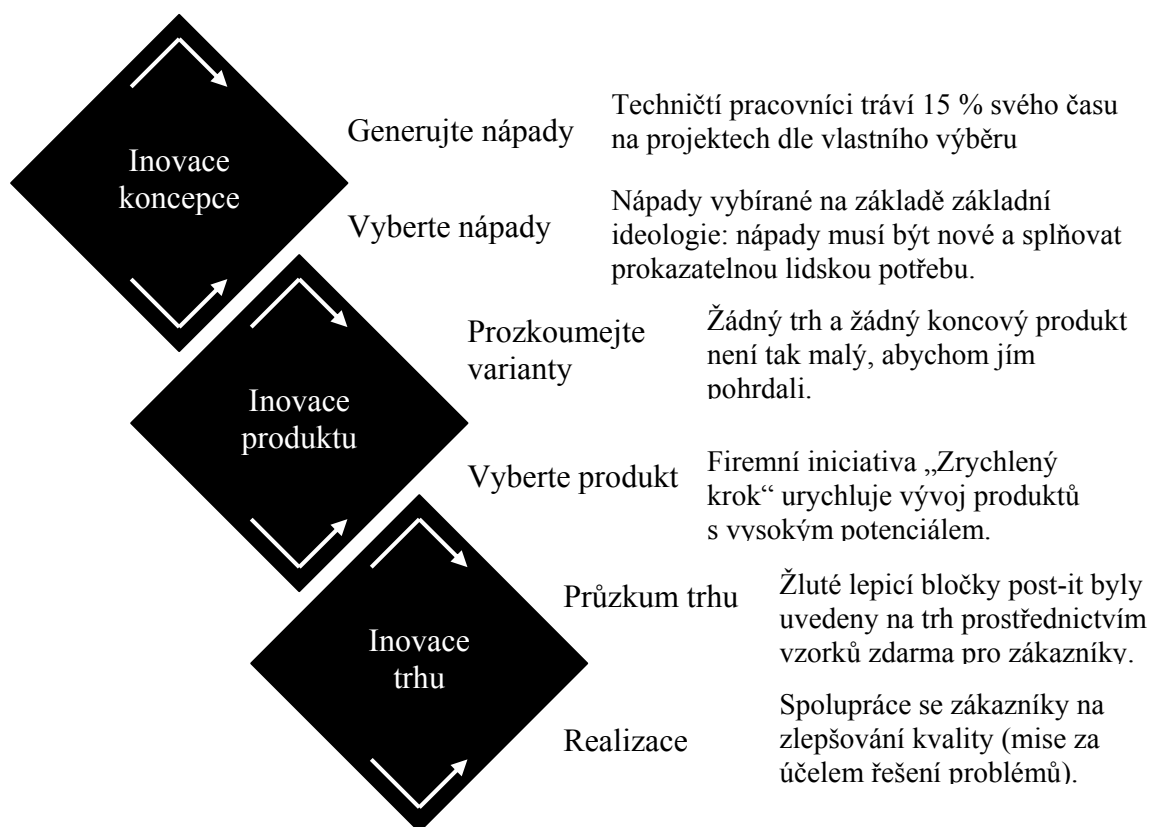 Inovace
koncepce
Generujte nápady
Techničtí pracovníci tráví 15 % svého času
na projektech dle vlastního výběru
Vyberte nápady
Nápady vybírané na základě základní
ideologie: nápady musí být nové a splňovat
prokazatelnou lidskou potřebu.
Inovace
produktu
Prozkoumejte
varianty
Žádný trh a žádný koncový produkt
není tak malý, abychom jím
pohrdali.
Vyberte produkt
Firemní iniciativa „Zrychlený
krok“ urychluje vývoj produktů
s vysokým potenciálem.
Inovace
trhu
Průzkum trhu
Žluté lepicí bločky post-it byly
uvedeny na trh prostřednictvím
vzorků zdarma pro zákazníky.
Realizace
Spolupráce se zákazníky na
zlepšování kvality (mise za
účelem řešení problémů).